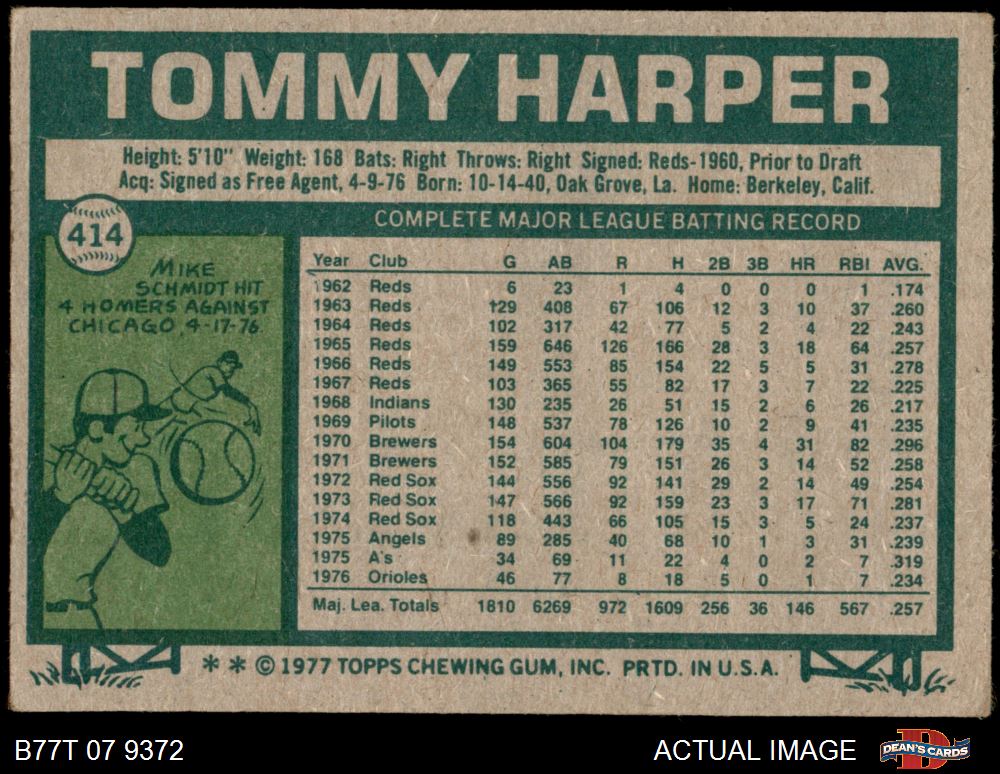 TOMMY HARPER
Height: 5'10" Weight: 168 Bats: Right Throws: Right Signed: Reds-1960, Prior to Draft
Acq: Signed as Free Agent, 4-9-76 Born: 10-14-40, Oak Grove, La. Home: Berkeley, Calif.
414
COMPLETE MAJOR LEAGUE BATTING RECORD
MIKE
SCHMIDT HIT
4 HOMERS AGAINST
CHICAGO 4-17-76
Year Club G AB R H 2B 3B HR RBI AVG.
1962 Reds 6 23 1 4 0 0 0 1 .174
1963 Reds 129 408 67 106 12 3 10 37 .260
1964 Reds 102 317 42 77 5 2 4 22 .243
1965 Reds 159 646 126 166 28 3 18 64 .257
1966 Reds 149 553 85 154 22 5 5 31 .278
1967 Reds 103 365 55 82 17 3 7 22 .225
1968 Indians 130 235 26 51 15 2 6 26 .217
1969 Pilots 148 537 78 126 10 2 9 41 .235
1970 Brewers 154 604 104 179 35 4 31 82 .296
1971 Brewers 152 585 79 151 26 3 14 52 .258
1972 Red Sox 144 556 92 141 29 2 14 49 .254
1973 Red Sox 147 566 92 159 23 3 17 71 .281
1974 Red Sox 118 443 66 105 15 3 5 24 .237
1975 Angels 89 285 40 68 10 1 3 31 .239
1975 A's 34 69 11 22 4 0 2 7 .319
1976 Orioles 46 77 8 18 5 0 1 7 .234
Maj. Lea. Totals 1810 6269 972 1609 256 36 146 567 .257
* * © 1977 TOPPS CHEWING GUM, INC. PRTD. IN U.S.A.
B77T 07 9372 ACTUAL IMAGE DEAN'S CARDS